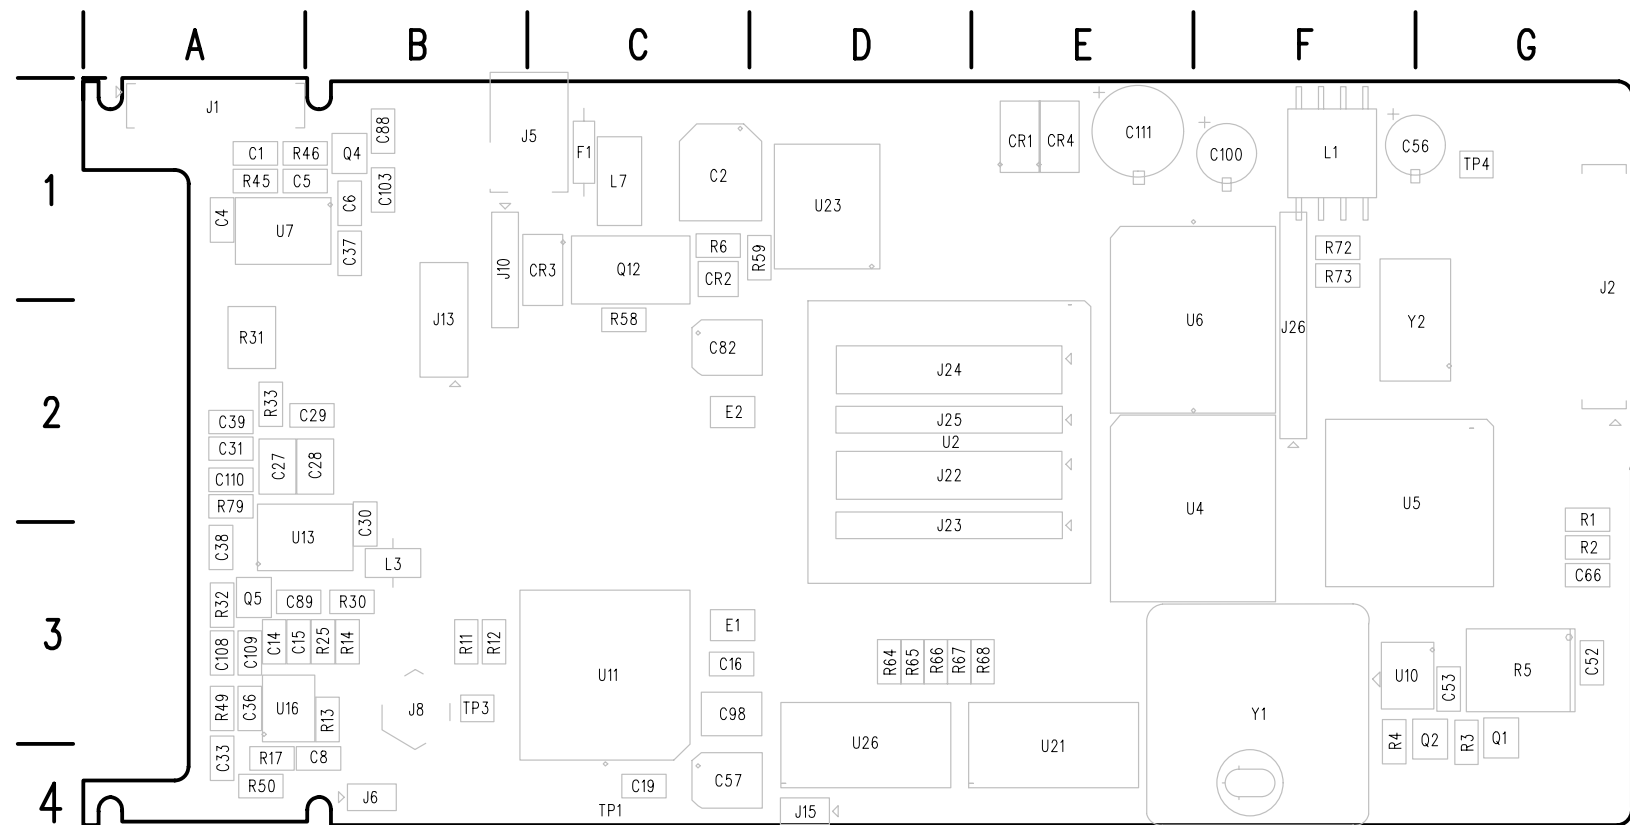 A B C D E F G
J1
J5
C88
C1 R46 Q4
F1
R45 C5
C103
C6
C4
U7
C37
L7
C2
U23
CR1 CR4
C111
C100
L1
C56
TP4
1
J10
CR3
Q12
R6
CR2
R59
R72
R73
J2
R31
J13
R58
C82
U6
J26
Y2
J24
2
R33
C39
C29
E2
J25
U2
C31
C27
C28
C110
J22
R79
C30
U4
U5
J23
R1
R2
C66
C38
U13
L3
R32
Q5
C89
R30
3
C108
C109
C14
C15
R25
R14
R11
R12
E1
C16
U11
R64
R65
R66
R67
R68
U10
C53
R5
C52
R49
C36
U16
R13
J8
TP3
C98
U26
U21
Y1
R4
Q2
R3
Q1
C33
R17
C8
R50
J6
C19
C57
TP1
J15
4